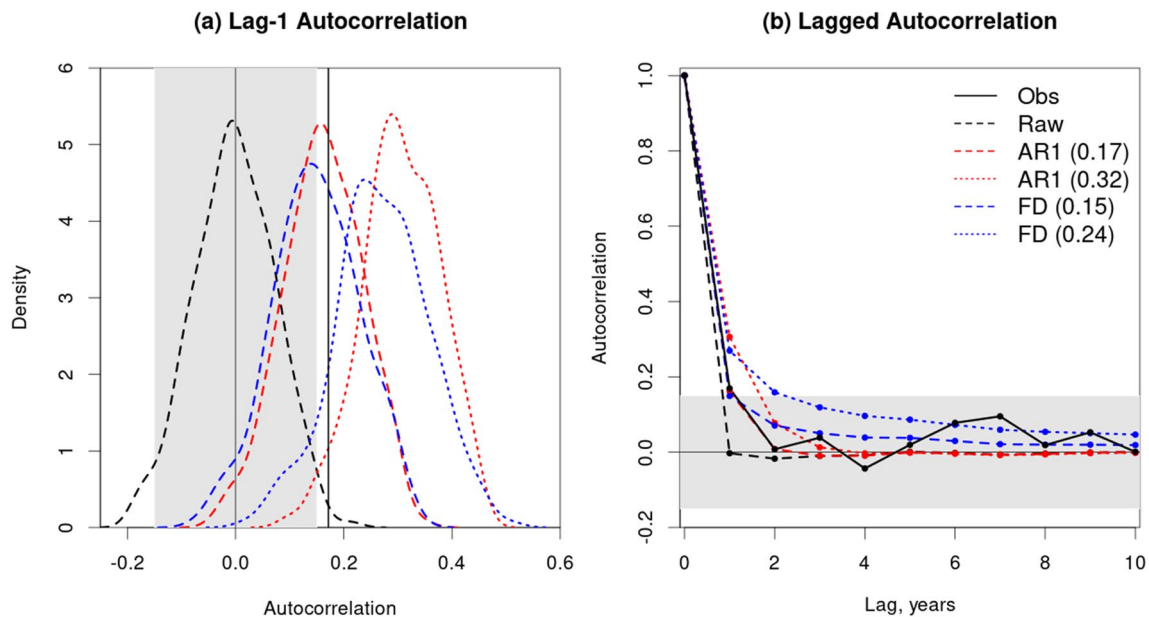 (a) Lag-1 Autocorrelation
Density
0
1
2
3
4
5
6
-0.2 0.0 0.2 0.4 0.6
Autocorrelation
(b) Lagged Autocorrelation
Autocorrelation
-0.2
0.0
0.2
0.4
0.6
0.8
1.0
Obs
Raw
AR1 (0.17)
AR1 (0.32)
FD (0.15)
FD (0.24)
0 2 4 6 8 10
Lag, years